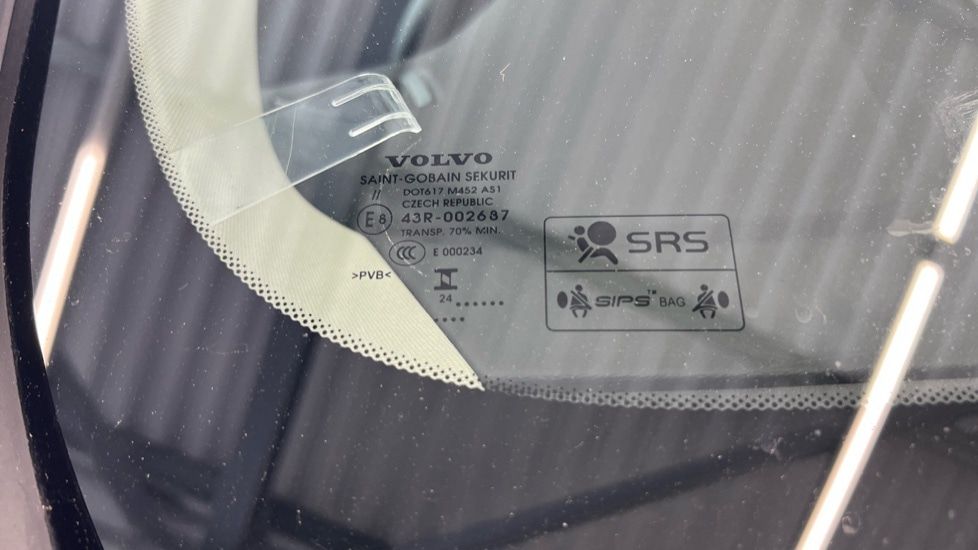 VOLVO
SAINT-GOBAIN SEKURIT
//
DOT617 M452 AS1
CZECH REPUBLIC
E8 43R-002687
TRANSP. 70% MIN.
CCC E 000234
>PVB<
24 ......
....
SRS
SIPS™ BAG